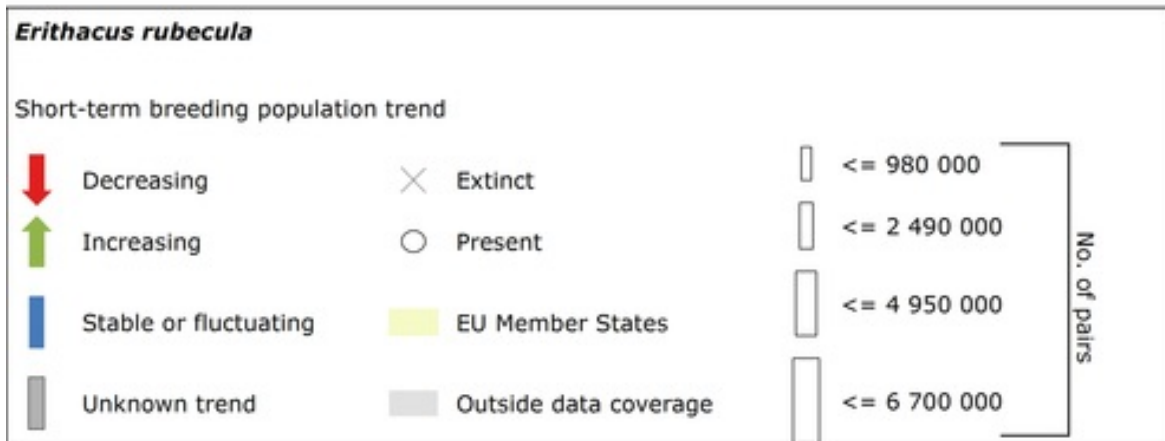 Erithacus rubecula
Short-term breeding population trend
Decreasing
Extinct
<= 980 000
Increasing
Present
<= 2 490 000
Stable or fluctuating
EU Member States
<= 4 950 000
Unknown trend
Outside data coverage
<= 6 700 000
No. of pairs